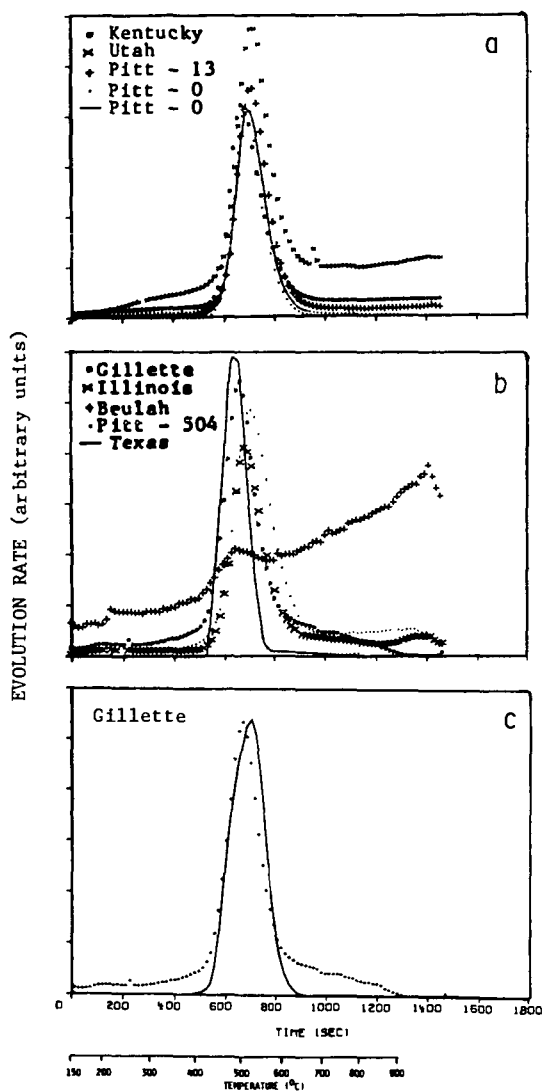 a
Kentucky
Utah
Pitt - 13
Pitt - 0
Pitt - 0
EVOLUTION RATE (arbitrary units)
b
Gillette
Illinois
Beulah
Pitt - 504
Texas
Gillette
c
0 200 400 600 800 1000 1200 1400 1600 1800
TIME (SEC)
150 200 300 400 500 600 700 800 900
TEMPERATURE (°C)